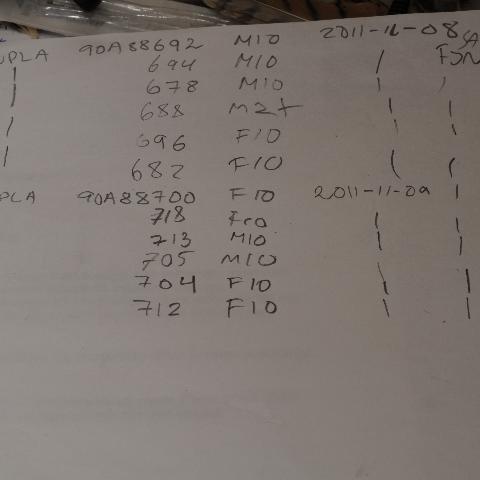 UPLA 90A88692 M10 2011-11-08
| 694 M10 / FSN
| 678 M10 | /
688 M2+ | |
/ 696 F10 \ \
| 682 F10 ( (
PLA 90A88700 F10 2011-11-09 |
718 F10 | \
713 M10 | |
705 M10
704 F10 \ |
712 F10 | |